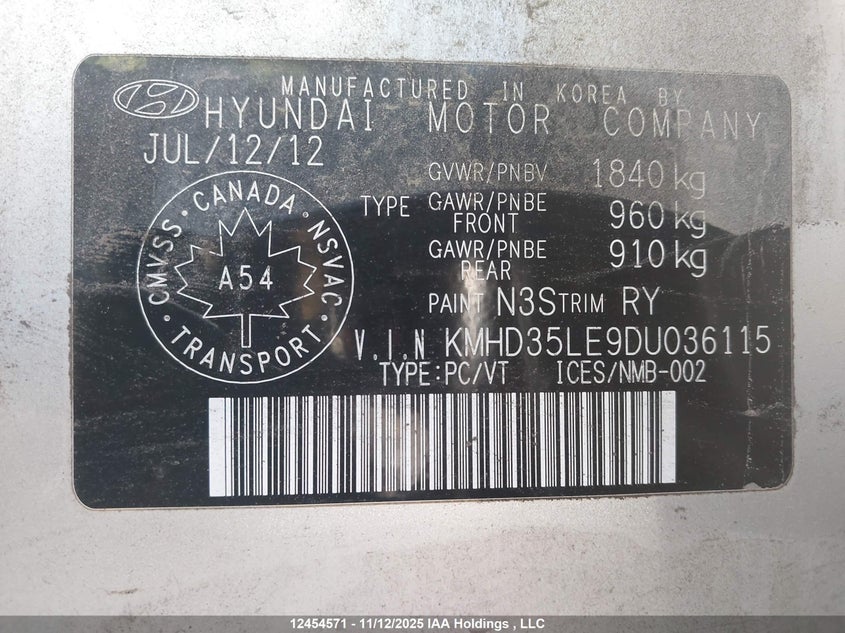 MANUFACTURED IN KOREA BY
HYUNDAI MOTOR COMPANY
JUL/12/12
GVWR/PNBV 1840 kg
TYPE GAWR/PNBE FRONT 960 kg
GAWR/PNBE REAR 910 kg
PAINT N3S TRIM RY
V.I.N KMHD35LE9DU036115
TYPE:PC/VT ICES/NMB-002
CMVSS • CANADA • NSVAC • TRANSPORT •
A54
12454571 - 11/12/2025 IAA Holdings , LLC